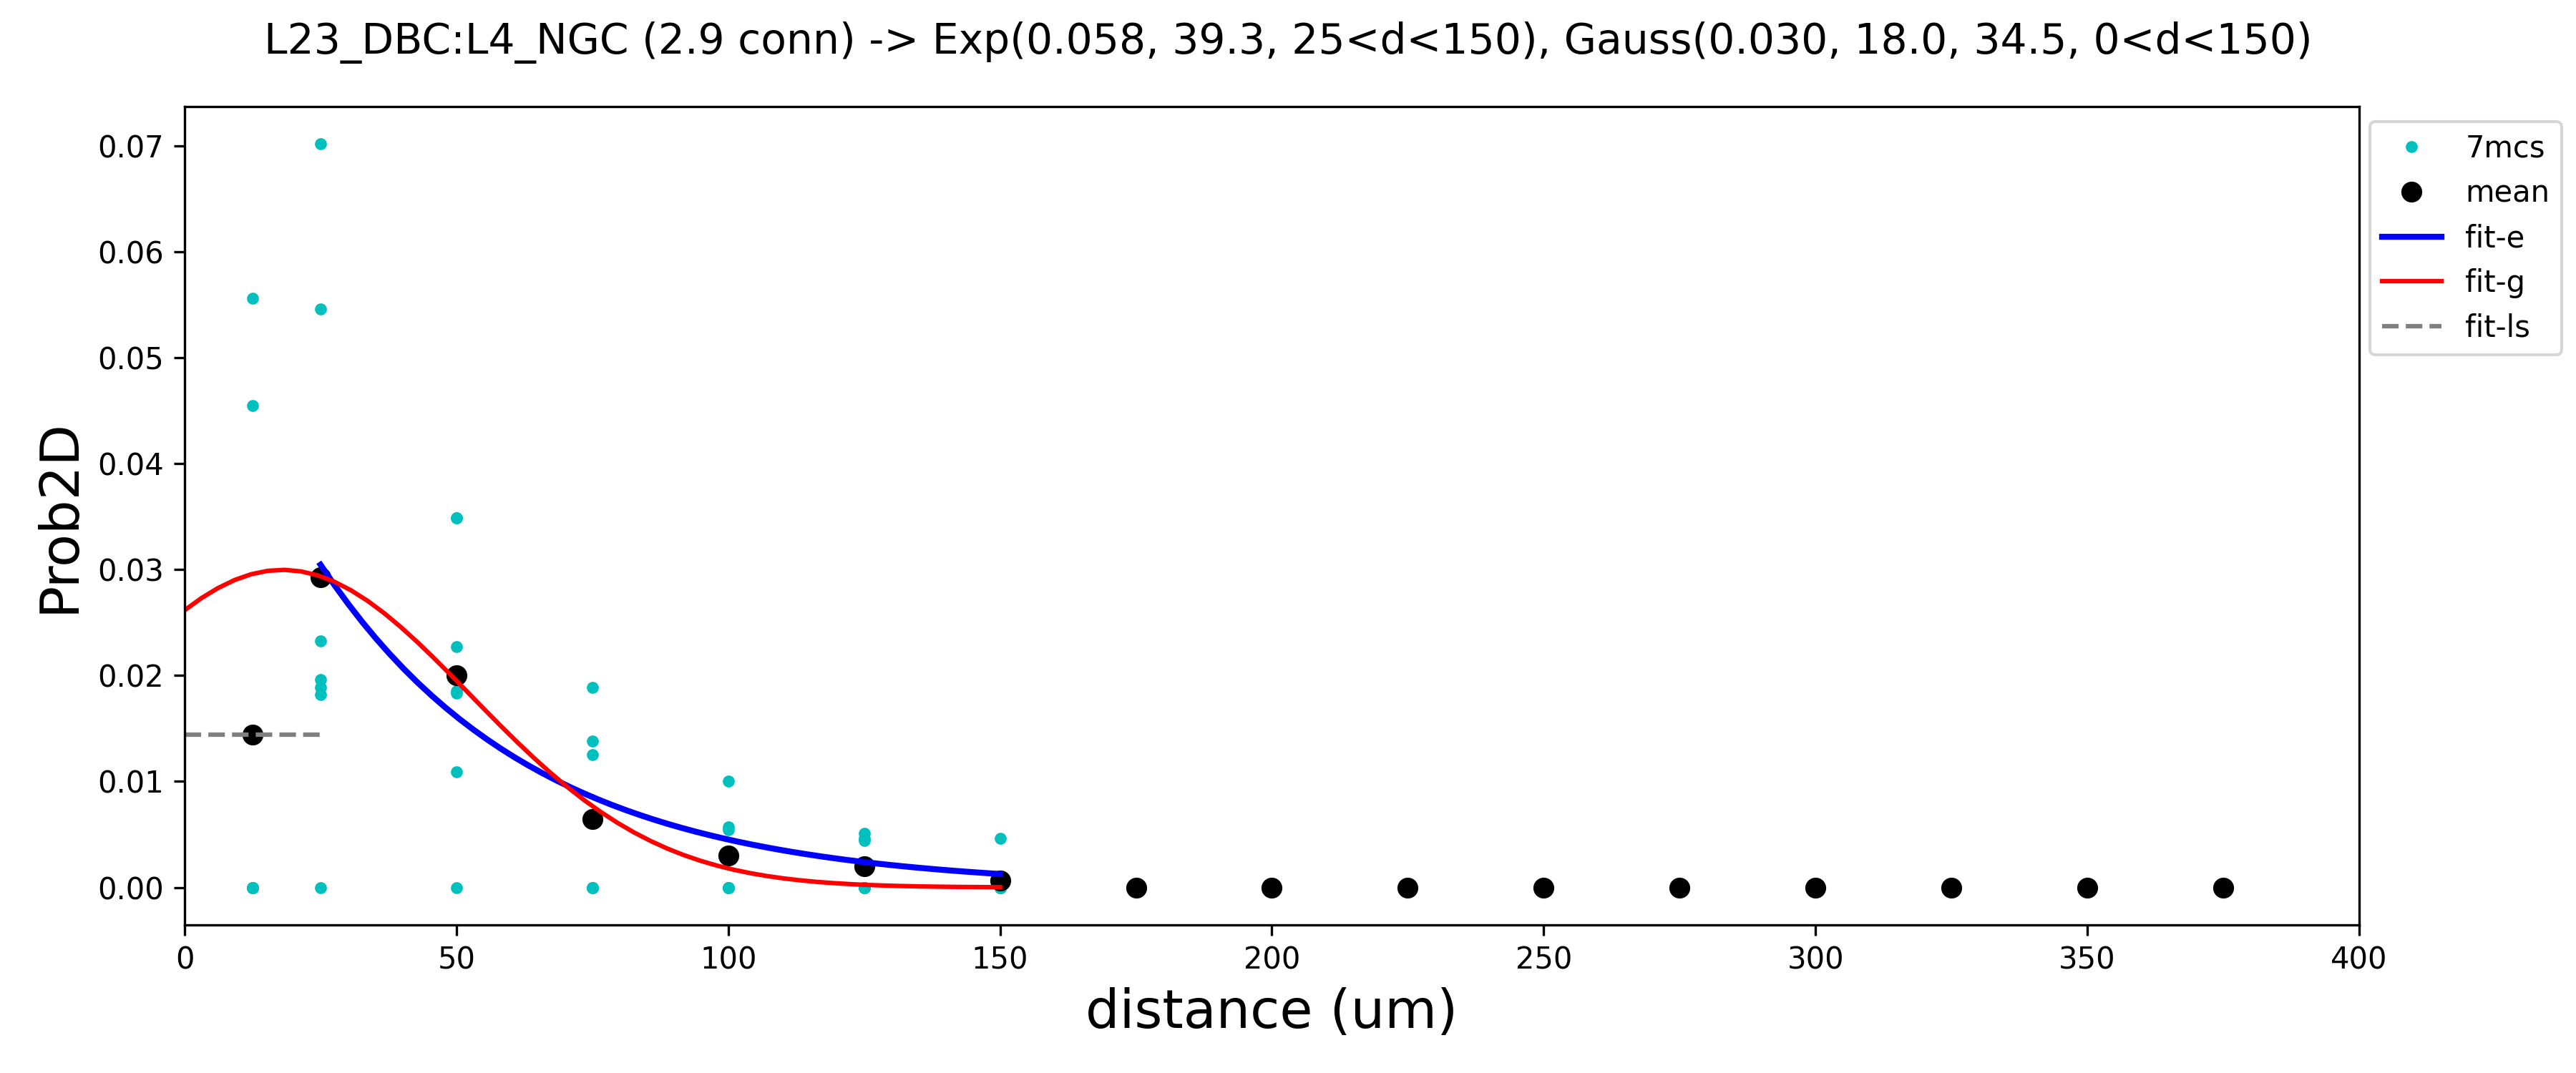 L23_DBC:L4_NGC (2.9 conn) -> Exp(0.058, 39.3, 25<d<150), Gauss(0.030, 18.0, 34.5, 0<d<150)
0.07
0.06
0.05
0.04
0.03
0.02
0.01
0.00
Prob2D
0 50 100 150 200 250 300 350 400
distance (um)
7mcs
mean
fit-e
fit-g
fit-ls